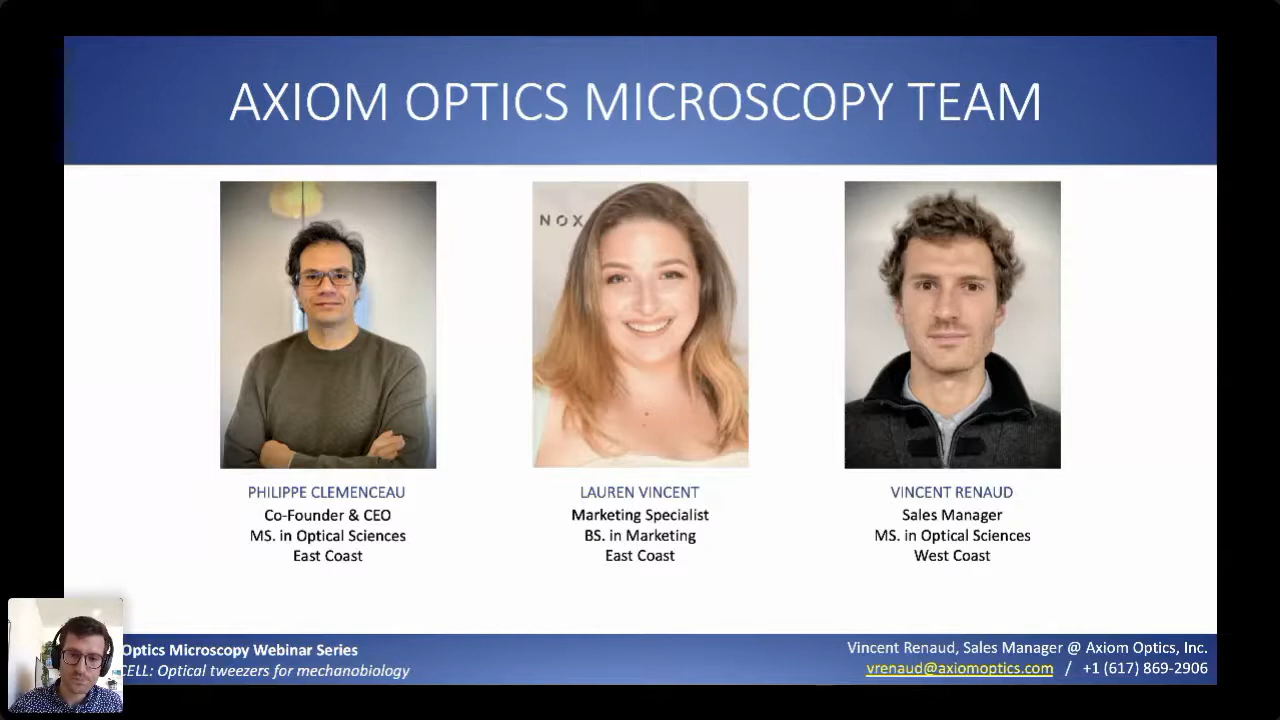 AXIOM OPTICS MICROSCOPY TEAM
NOX
PHILIPPE CLEMENCEAU
Co-Founder & CEO
MS. in Optical Sciences
East Coast
LAUREN VINCENT
Marketing Specialist
BS. in Marketing
East Coast
VINCENT RENAUD
Sales Manager
MS. in Optical Sciences
West Coast
Optics Microscopy Webinar Series
CELL: Optical tweezers for mechanobiology
Vincent Renaud, Sales Manager @ Axiom Optics, Inc.
vrenaud@axiomoptics.com / +1 (617) 869-2906